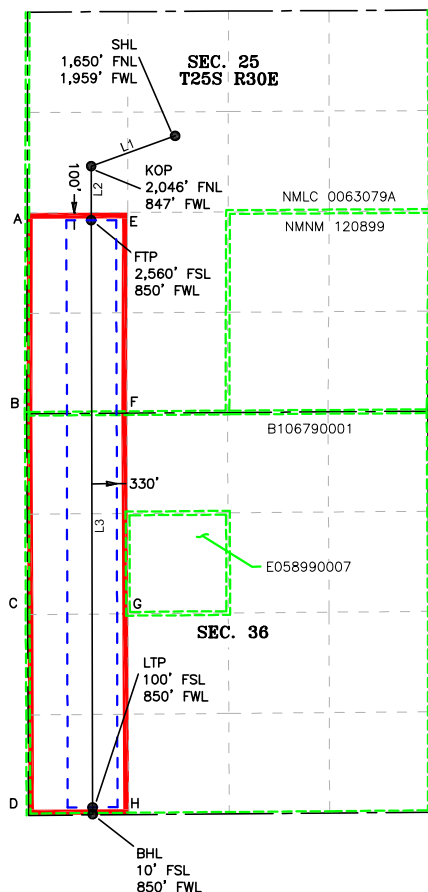 SHL
1,650' FNL
1,959' FWL
SEC. 25
T25S R30E
L1
100'
L2
KOP
2,046' FNL
847' FWL
NMLC 0063079A
NMNM 120899
A
E
FTP
2,560' FSL
850' FWL
B
F
B106790001
330'
L3
E058990007
C
G
SEC. 36
LTP
100' FSL
850' FWL
D
H
BHL
10' FSL
850' FWL